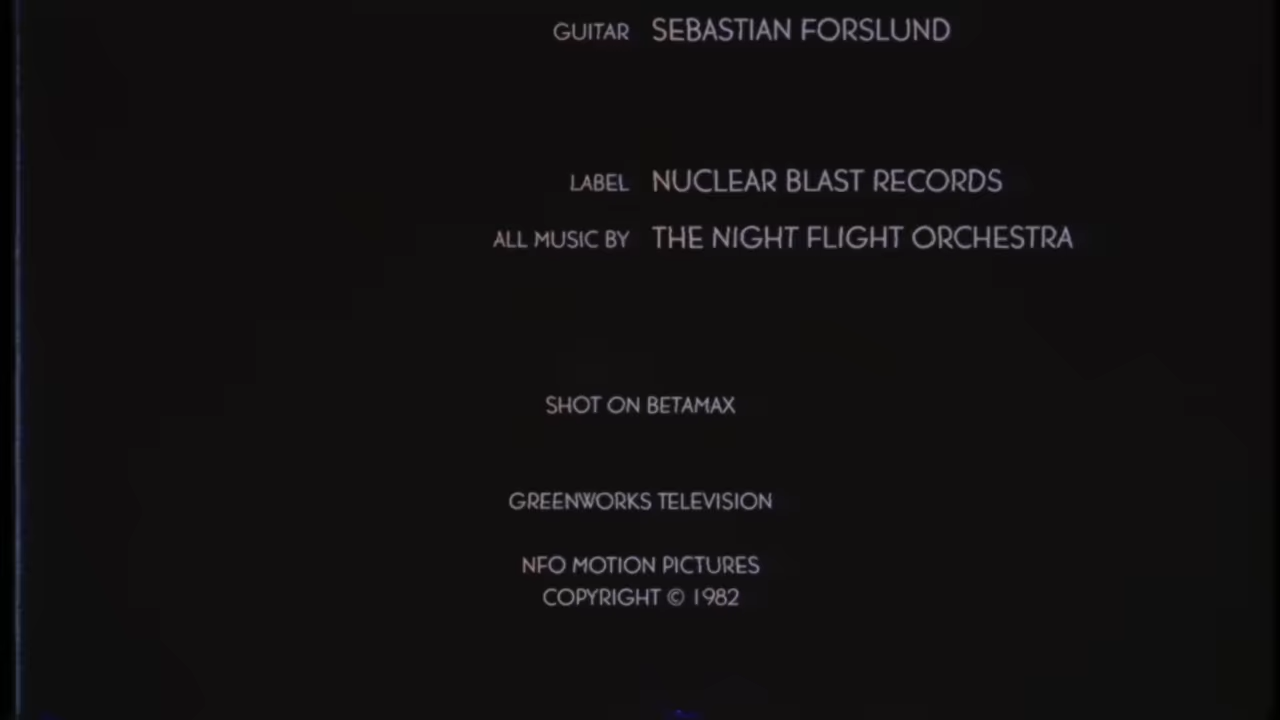 GUITAR SEBASTIAN FORSLUND
LABEL NUCLEAR BLAST RECORDS
ALL MUSIC BY THE NIGHT FLIGHT ORCHESTRA
SHOT ON BETAMAX
GREENWORKS TELEVISION
NFO MOTION PICTURES
COPYRIGHT © 1982